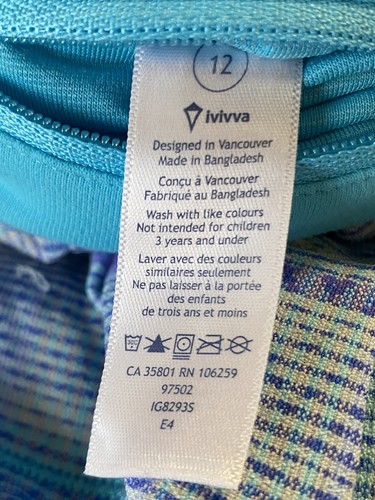 12
ivivva
Designed in Vancouver
Made in Bangladesh
Conçu à Vancouver
Fabriqué au Bangladesh
Wash with like colours
Not intended for children
3 years and under
Laver avec des couleurs
similaires seulement
Ne pas laisser à la portée
des enfants
de trois ans et moins
30C
CA 35801 RN 106259
97502
IG8293S
E4